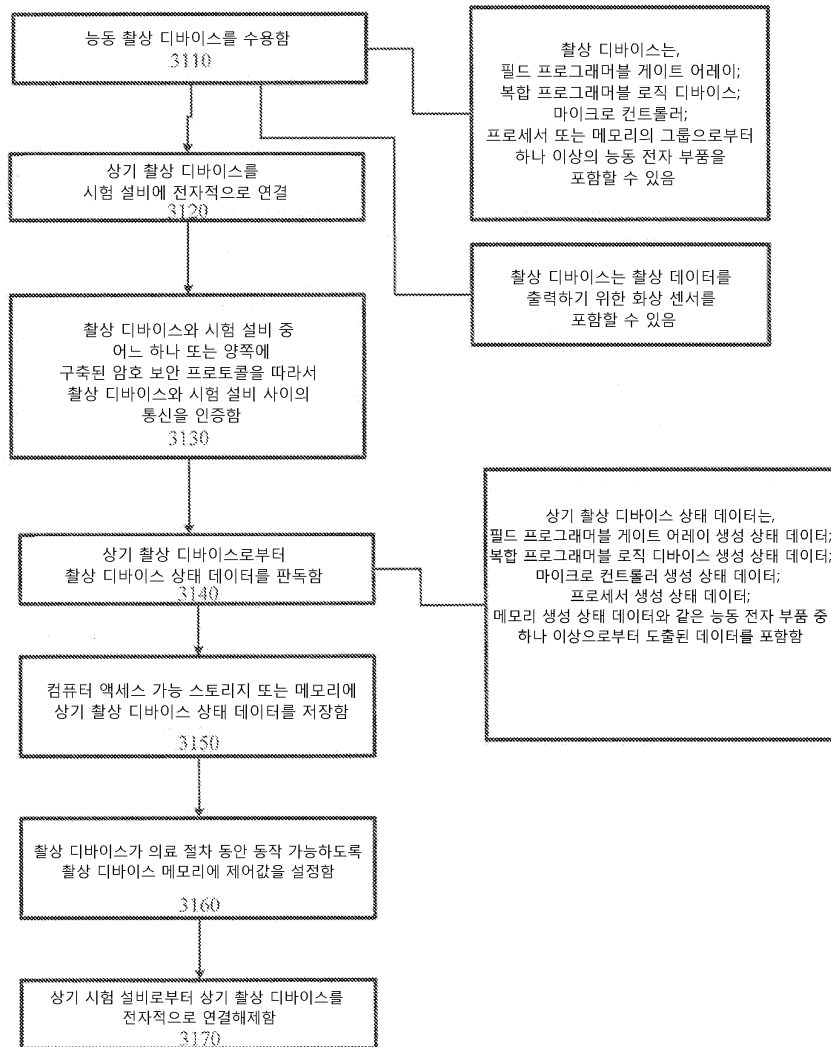 능동 촬상 디바이스를 수용함
3110
촬상 디바이스는,
필드 프로그래머블 게이트 어레이;
복합 프로그래머블 로직 디바이스;
마이크로 컨트롤러;
프로세서 또는 메모리의 그룹으로부터
하나 이상의 능동 전자 부품을
포함할 수 있음
상기 촬상 디바이스를
시험 설비에 전자적으로 연결
3120
촬상 디바이스는 촬상 데이터를
출력하기 위한 화상 센서를
포함할 수 있음
촬상 디바이스와 시험 설비 중
어느 하나 또는 양쪽에
구축된 암호 보안 프로토콜을 따라서
촬상 디바이스와 시험 설비 사이의
통신을 인증함
3130
상기 촬상 디바이스로부터
촬상 디바이스 상태 데이터를 판독함
3140
상기 촬상 디바이스 상태 데이터는,
필드 프로그래머블 게이트 어레이 생성 상태 데이터;
복합 프로그래머블 로직 디바이스 생성 상태 데이터;
마이크로 컨트롤러 생성 상태 데이터;
프로세서 생성 상태 데이터;
메모리 생성 상태 데이터와 같은 능동 전자 부품 중
하나 이상으로부터 도출된 데이터를 포함함
컴퓨터 액세스 가능 스토리지 또는 메모리에
상기 촬상 디바이스 상태 데이터를 저장함
3150
촬상 디바이스가 의료 절차 동안 동작 가능하도록
촬상 디바이스 메모리에 제어값을 설정함
3160
상기 시험 설비로부터 상기 촬상 디바이스를
전자적으로 연결해제함
3170